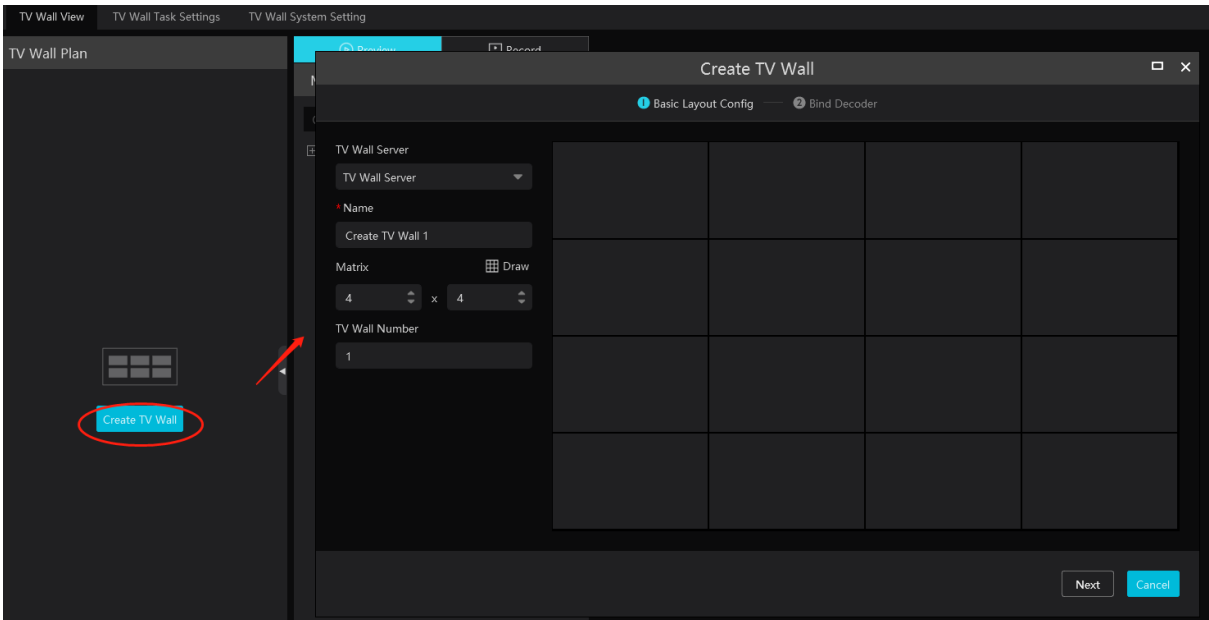 TV Wall View TV Wall Task Settings TV Wall System Setting
TV Wall Plan
Preview Record
Create TV Wall
1 Basic Layout Config 2 Bind Decoder
TV Wall Server
TV Wall Server
* Name
Create TV Wall 1
Matrix Draw
4 x 4
TV Wall Number
1
Create TV Wall
Next Cancel